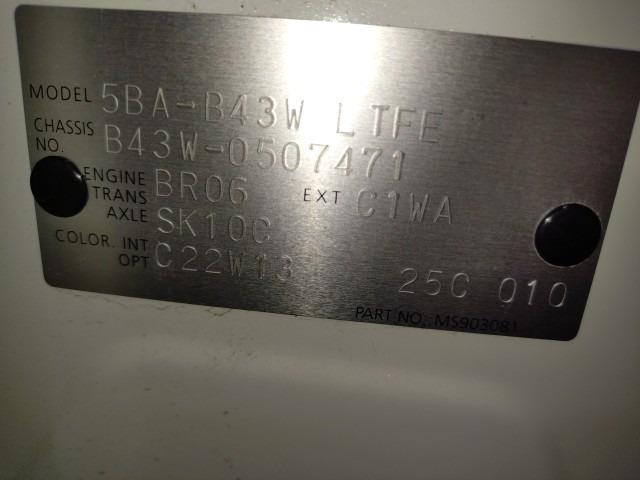 MODEL 5BA-B43W LTFE
CHASSIS NO. B43W-0507471
ENGINE BR06 EXT C1WA
TRANS AXLE SK10C
COLOR. INT
OPT C22W13 25C 010
PART NO. MS903081